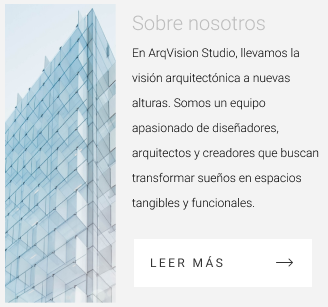 Sobre nosotros
En ArqVision Studio, llevamos la
visión arquitectónica a nuevas
alturas. Somos un equipo
apasionado de diseñadores,
arquitectos y creadores que buscan
transformar sueños en espacios
tangibles y funcionales.
LEER MÁS